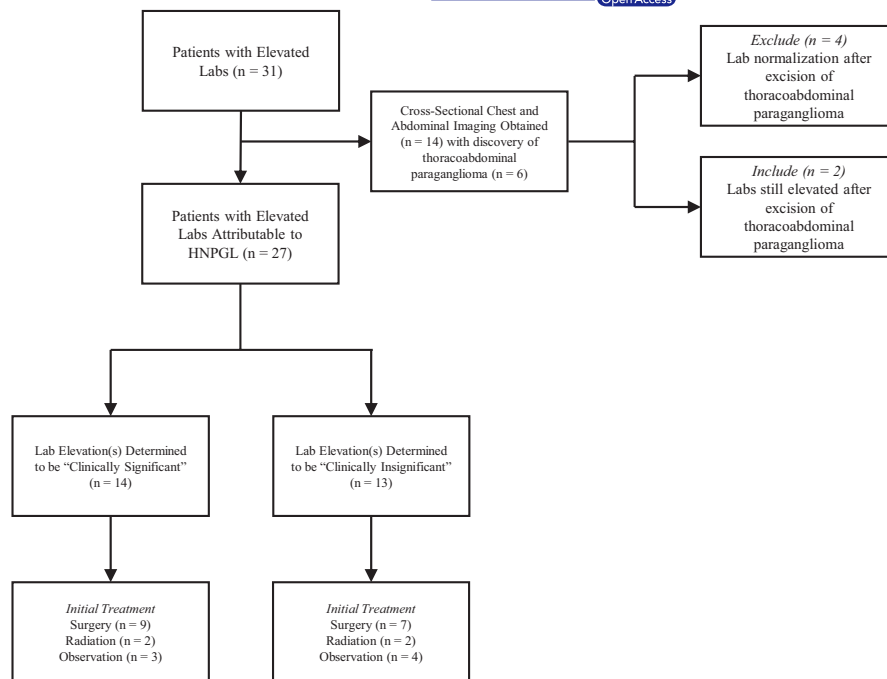 Open Access
Patients with Elevated
Labs (n = 31)
Exclude (n = 4)
Lab normalization after
excision of
thoracoabdominal
paraganglioma
Cross-Sectional Chest and
Abdominal Imaging Obtained
(n = 14) with discovery of
thoracoabdominal
paraganglioma (n = 6)
Include (n = 2)
Labs still elevated after
excision of
thoracoabdominal
paraganglioma
Patients with Elevated
Labs Attributable to
HNPGL (n = 27)
Lab Elevation(s) Determined
to be “Clinically Significant”
(n = 14)
Lab Elevation(s) Determined
to be “Clinically Insignificant”
(n = 13)
Initial Treatment
Surgery (n = 9)
Radiation (n = 2)
Observation (n = 3)
Initial Treatment
Surgery (n = 7)
Radiation (n = 2)
Observation (n = 4)